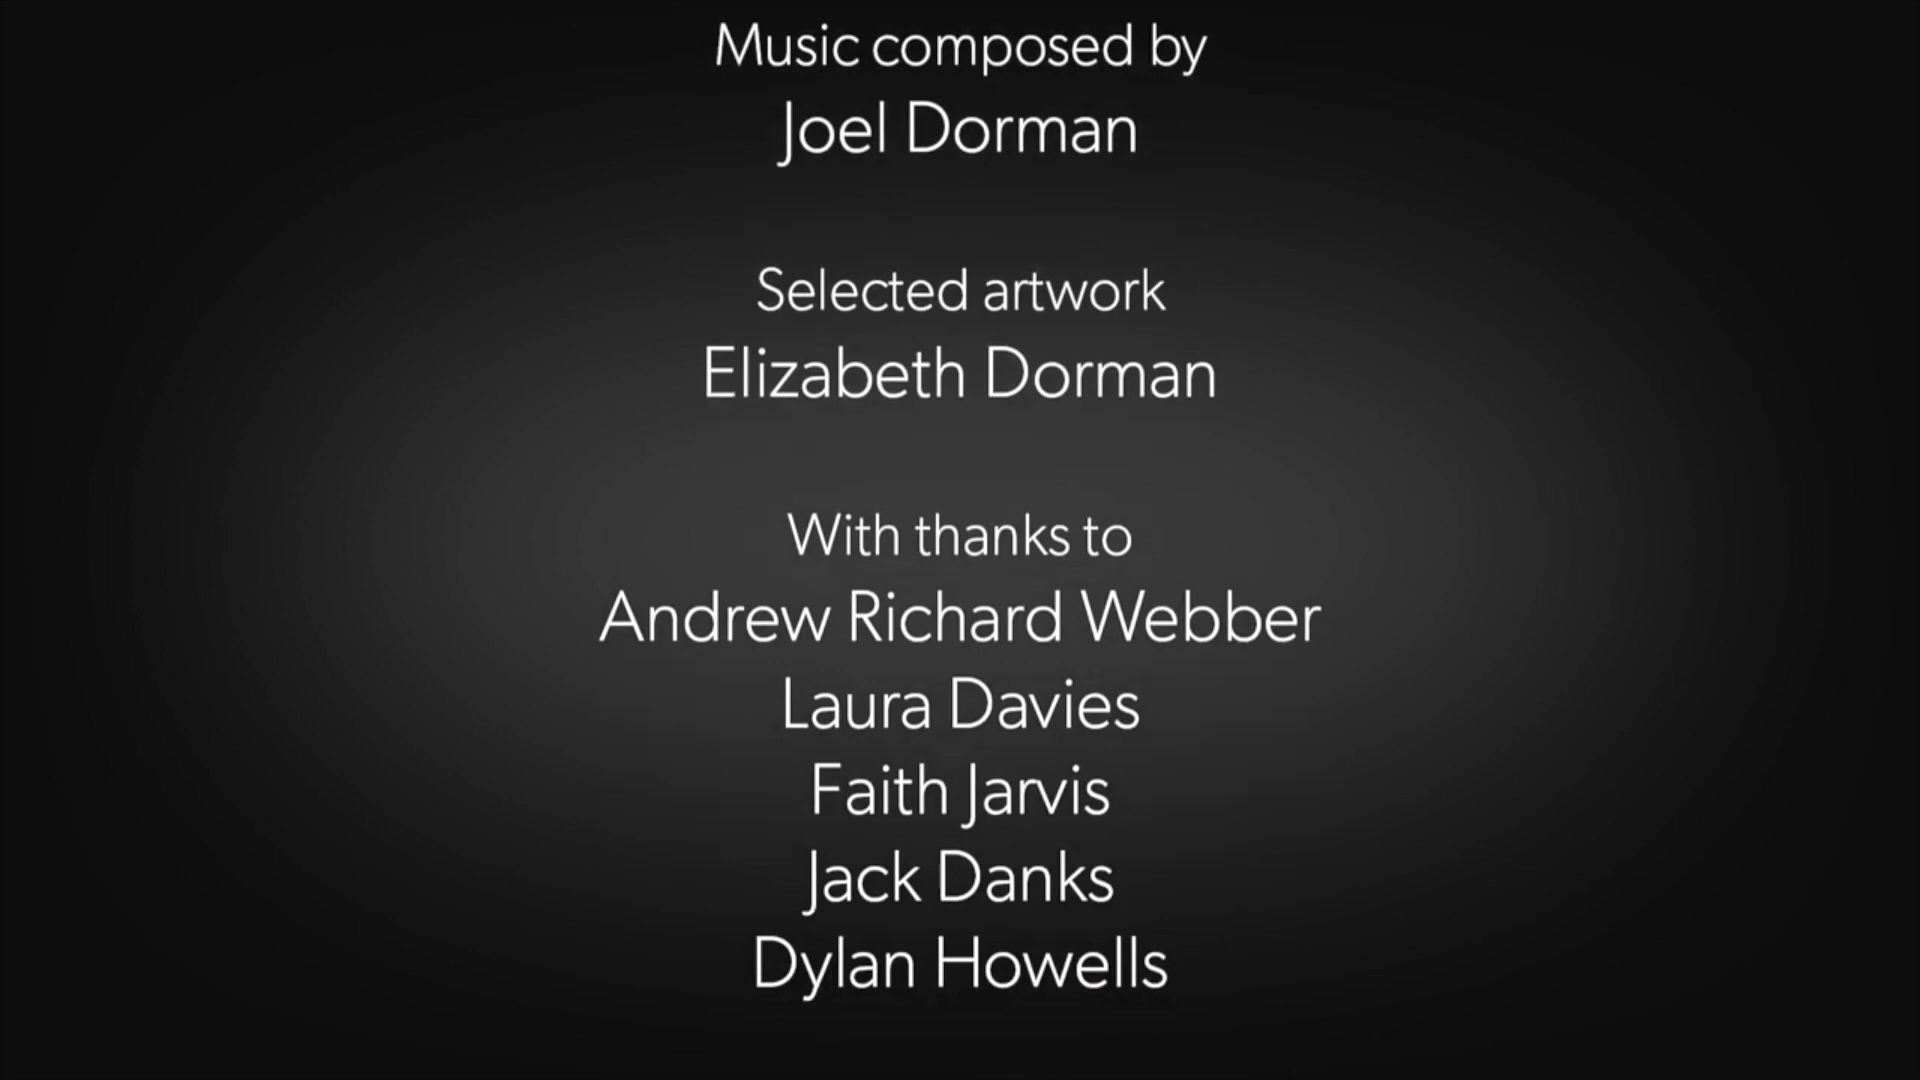 Music composed by
Joel Dorman
Selected artwork
Elizabeth Dorman
With thanks to
Andrew Richard Webber
Laura Davies
Faith Jarvis
Jack Danks
Dylan Howells